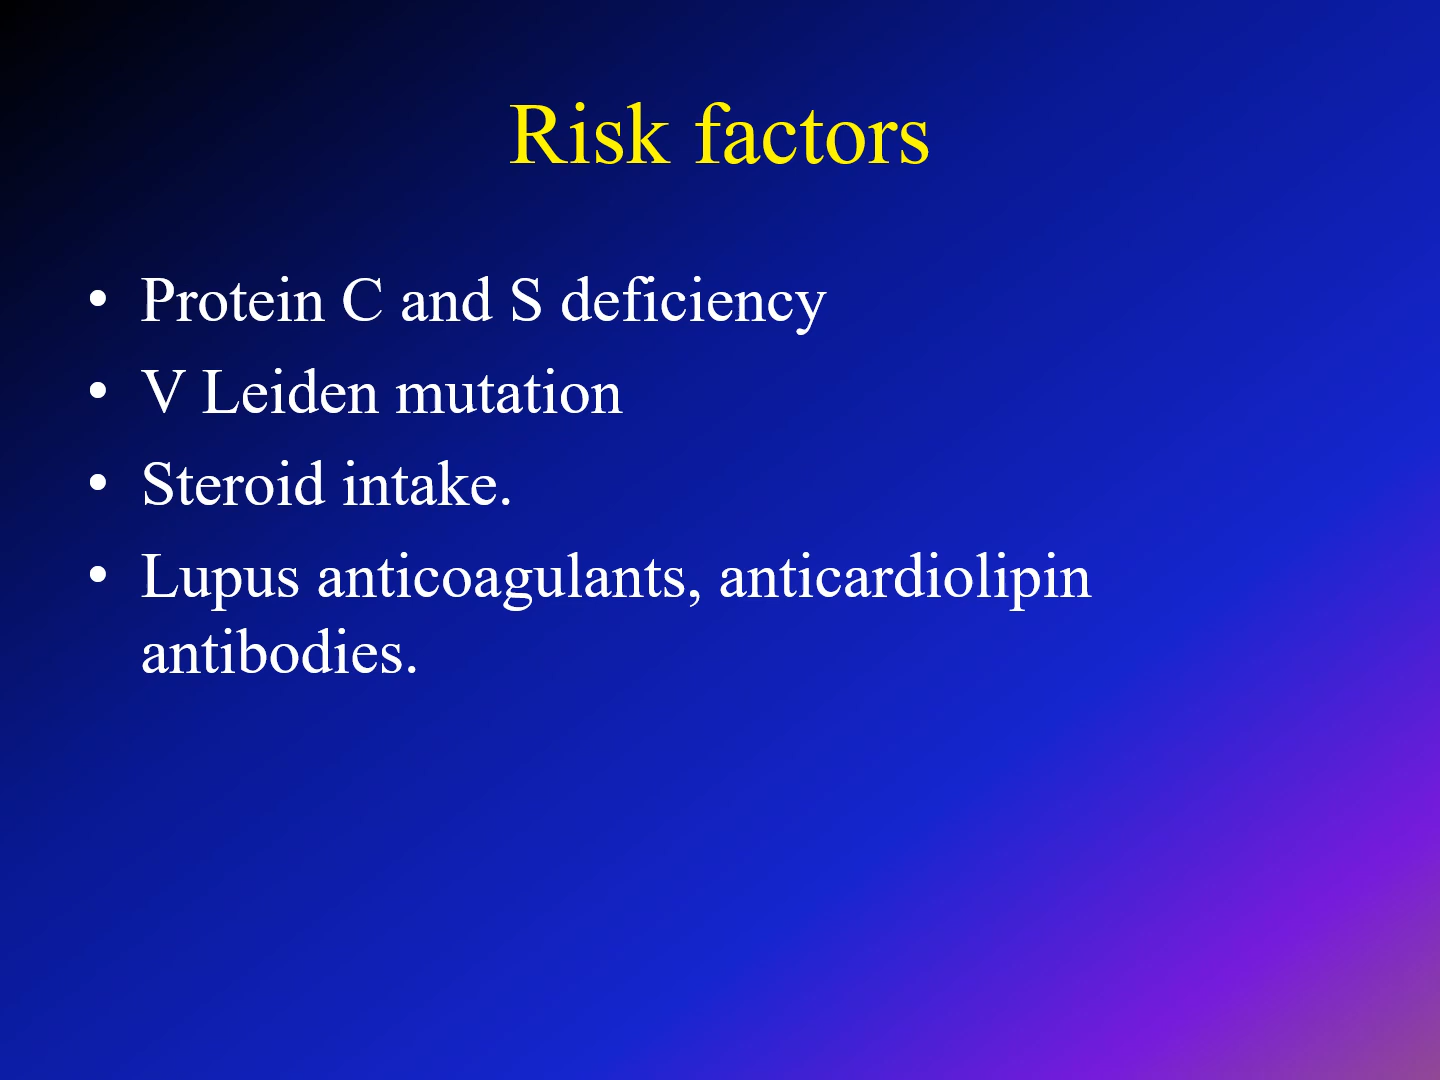 Risk factors
• Protein C and S deficiency
• V Leiden mutation
• Steroid intake.
• Lupus anticoagulants, anticardiolipin
antibodies.